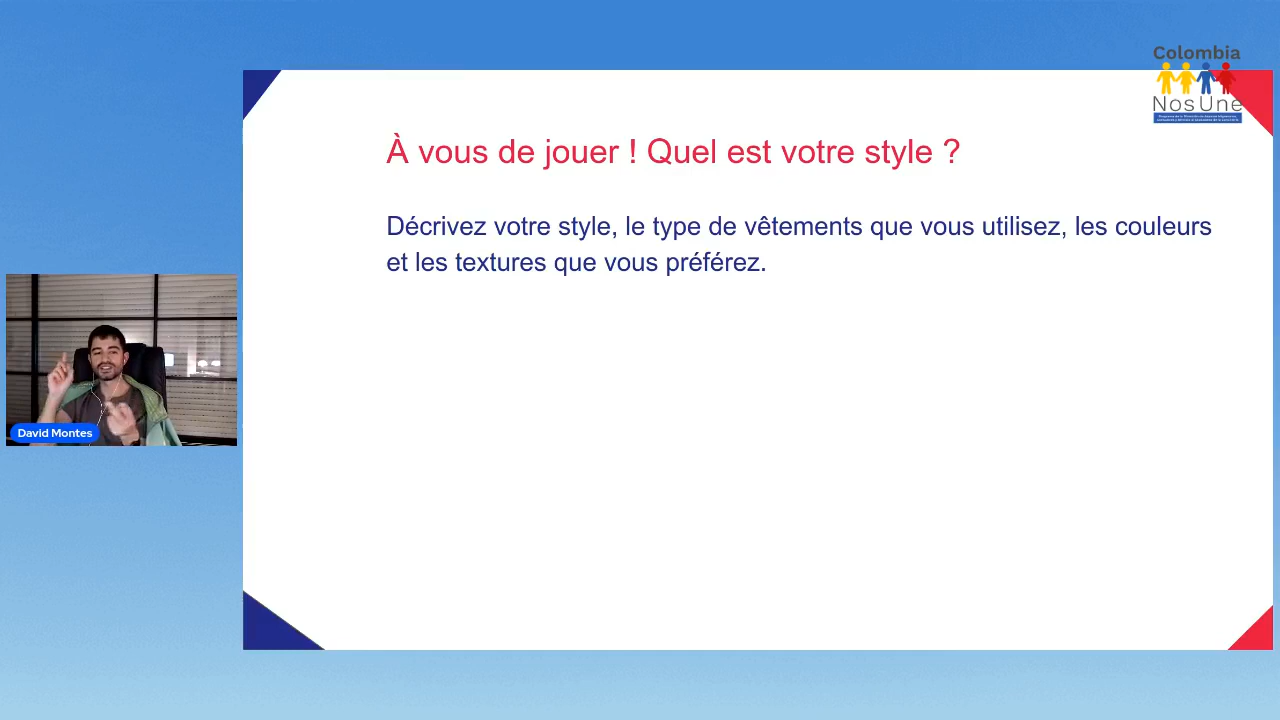 Colombia
NosUne
À vous de jouer ! Quel est votre style ?
Décrivez votre style, le type de vêtements que vous utilisez, les couleurs
et les textures que vous préférez.
David Montes